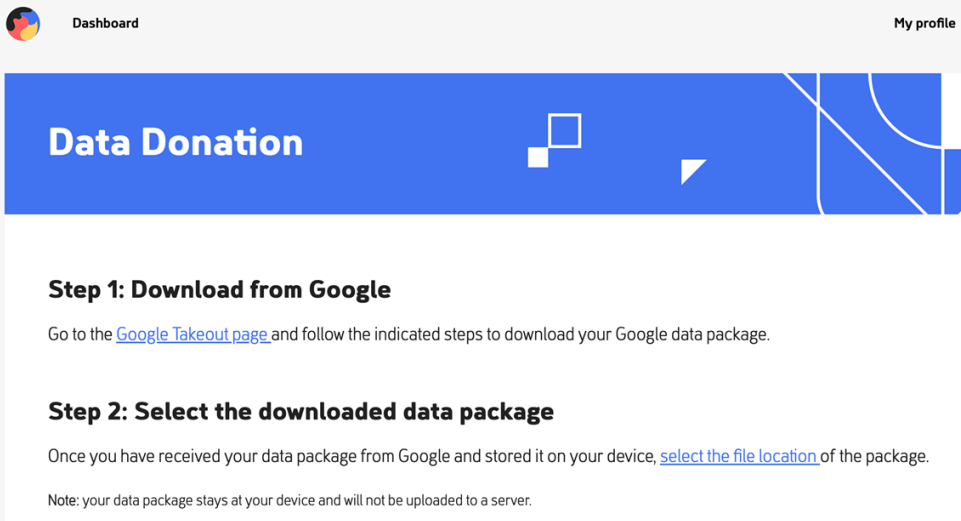 Dashboard
My profile
Data Donation
Step 1: Download from Google
Go to the Google Takeout page and follow the indicated steps to download your Google data package.
Step 2: Select the downloaded data package
Once you have received your data package from Google and stored it on your device, select the file location of the package.
Note: your data package stays at your device and will not be uploaded to a server.